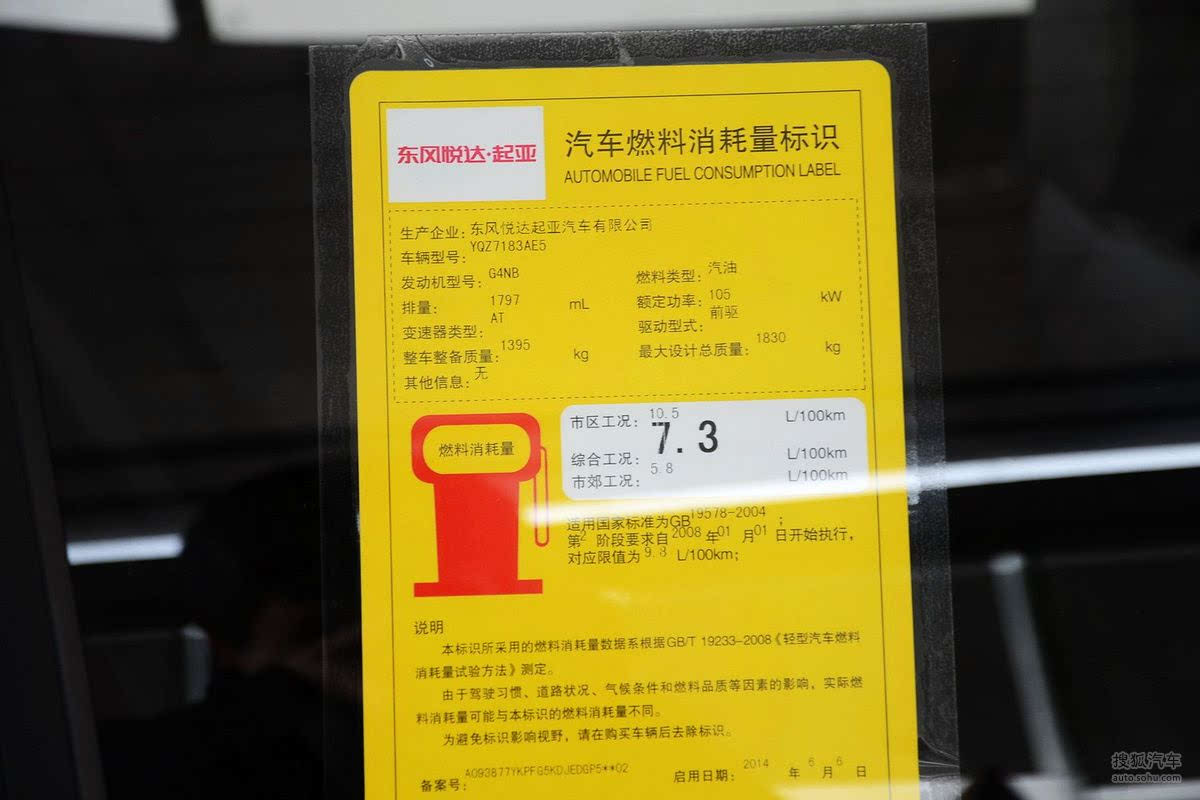 东风悦达·起亚
汽车燃料消耗量标识
AUTOMOBILE FUEL CONSUMPTION LABEL
生产企业:东风悦达起亚汽车有限公司
车辆型号:YQZ7183AE5
发动机型号:G4NB 燃料类型:汽油
排量: 1797 mL 额定功率:105 kW
变速器类型:AT 驱动型式:前驱
整车整备质量:1395 kg 最大设计总质量:1830 kg
其他信息:无
燃料消耗量
市区工况:10.5 L/100km
综合工况:7.3 L/100km
市郊工况:5.8 L/100km
适用国家标准为GB 19578-2004 ;
第2 阶段要求自2008 年01 月01 日开始执行,
对应限值为9.3 L/100km;
说明
本标识所采用的燃料消耗量数据系根据GB/T 19233-2008《轻型汽车燃料
消耗量试验方法》测定。
由于驾驶习惯、道路状况、气候条件和燃料品质等因素的影响,实际燃
料消耗量可能与本标识的燃料消耗量不同。
为避免标识影响视野,请在购买车辆后去除标识。
备案号:A093877YKPFG5KDJEDGP5**02 启用日期:2014 年 6 月 6 日
搜狐汽车
auto.sohu.com